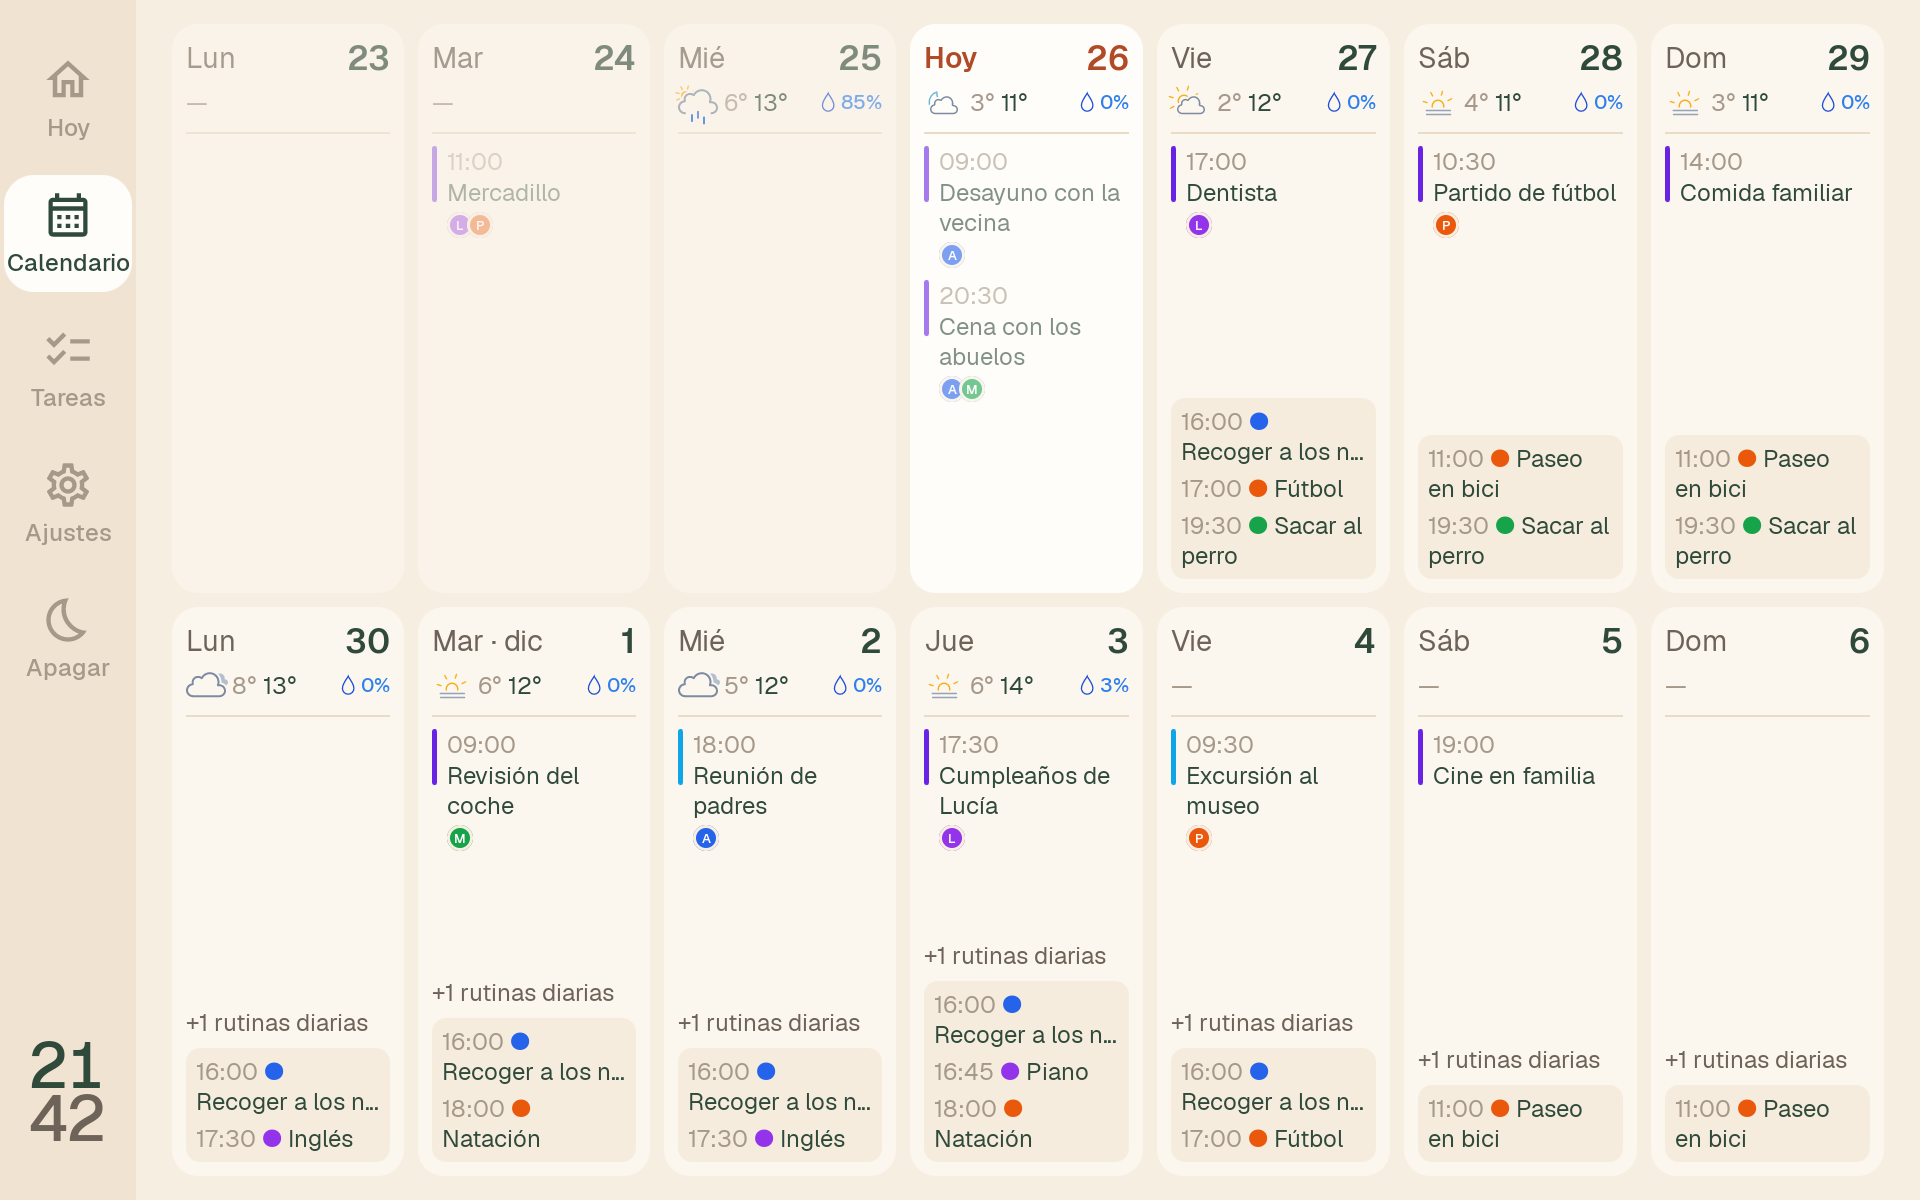 Hoy
Calendario
Tareas
Ajustes
Apagar
21
42
Lun 23
—
Mar 24
—
11:00
Mercadillo
L P
Mié 25
6° 13° 85%
Hoy 26
3° 11° 0%
09:00
Desayuno con la
vecina
A
20:30
Cena con los
abuelos
A M
Vie 27
2° 12° 0%
17:00
Dentista
L
16:00
Recoger a los n...
17:00 Fútbol
19:30 Sacar al
perro
Sáb 28
4° 11° 0%
10:30
Partido de fútbol
P
11:00 Paseo
en bici
19:30 Sacar al
perro
Dom 29
3° 11° 0%
14:00
Comida familiar
11:00 Paseo
en bici
19:30 Sacar al
perro
Lun 30
8° 13° 0%
+1 rutinas diarias
16:00
Recoger a los n...
17:30 Inglés
Mar · dic 1
6° 12° 0%
09:00
Revisión del
coche
M
+1 rutinas diarias
16:00
Recoger a los n...
18:00
Natación
Mié 2
5° 12° 0%
18:00
Reunión de
padres
A
+1 rutinas diarias
16:00
Recoger a los n...
17:30 Inglés
Jue 3
6° 14° 3%
17:30
Cumpleaños de
Lucía
L
+1 rutinas diarias
16:00
Recoger a los n...
16:45 Piano
18:00
Natación
Vie 4
—
09:30
Excursión al
museo
P
+1 rutinas diarias
16:00
Recoger a los n...
17:00 Fútbol
Sáb 5
—
19:00
Cine en familia
+1 rutinas diarias
11:00 Paseo
en bici
Dom 6
—
+1 rutinas diarias
11:00 Paseo
en bici